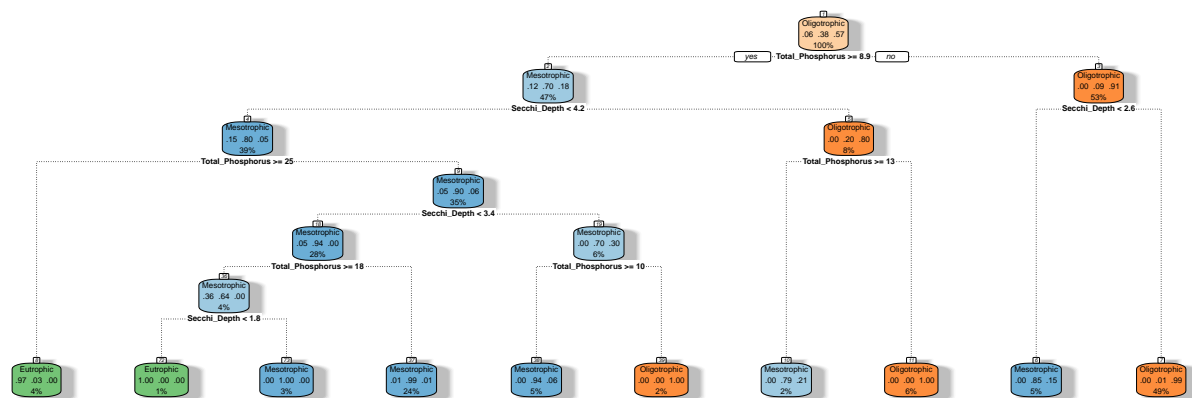 1
Oligotrophic
.06 .38 .57
100%
yes Total_Phosphorus >= 8.9 no
2
Mesotrophic
.12 .70 .18
47%
Secchi_Depth < 4.2
3
Oligotrophic
.00 .09 .91
53%
Secchi_Depth < 2.6
4
Mesotrophic
.15 .80 .05
39%
Total_Phosphorus >= 25
5
Oligotrophic
.00 .20 .80
8%
Total_Phosphorus >= 13
9
Mesotrophic
.05 .90 .06
35%
Secchi_Depth < 3.4
18
Mesotrophic
.05 .94 .00
28%
Total_Phosphorus >= 18
19
Mesotrophic
.00 .70 .30
6%
Total_Phosphorus >= 10
36
Mesotrophic
.36 .64 .00
4%
Secchi_Depth < 1.8
8
Eutrophic
.97 .03 .00
4%
72
Eutrophic
1.00 .00 .00
1%
73
Mesotrophic
.00 1.00 .00
3%
37
Mesotrophic
.01 .99 .01
24%
38
Mesotrophic
.00 .94 .06
5%
39
Oligotrophic
.00 .00 1.00
2%
10
Mesotrophic
.00 .79 .21
2%
11
Oligotrophic
.00 .00 1.00
6%
6
Mesotrophic
.00 .85 .15
5%
7
Oligotrophic
.00 .01 .99
49%